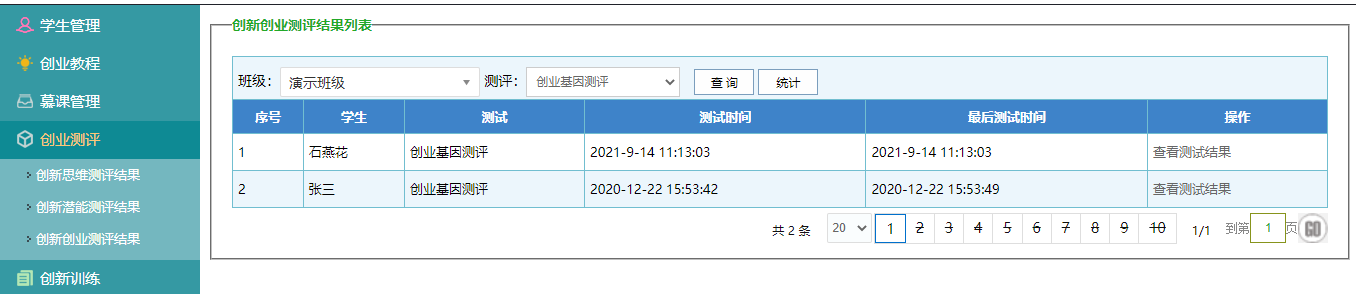 学生管理
创业教程
慕课管理
创业测评
创新思维测评结果
创新潜能测评结果
创新创业测评结果
创新训练
创新创业测评结果列表
班级： 演示班级 测评： 创业基因测评 查 询 统计
序号 学生 测试 测试时间 最后测试时间 操作
1 石燕花 创业基因测评 2021-9-14 11:13:03 2021-9-14 11:13:03 查看测试结果
2 张三 创业基因测评 2020-12-22 15:53:42 2020-12-22 15:53:49 查看测试结果
共 2 条 20 1 2 3 4 5 6 7 8 9 10 1/1 到第 1 页 GO